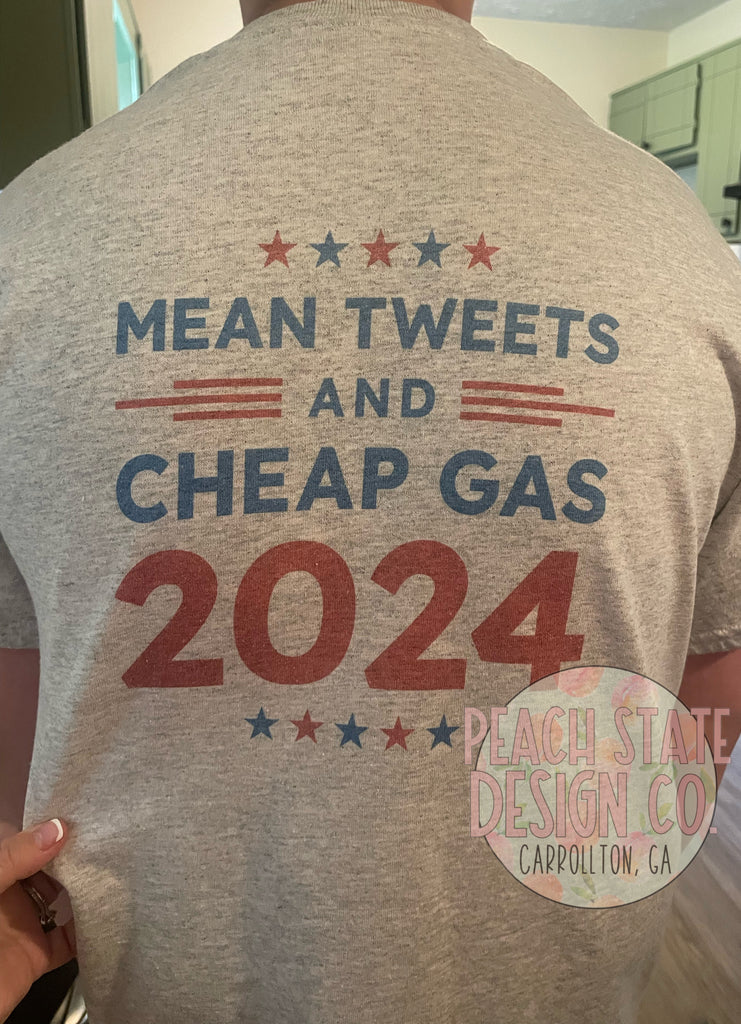 MEAN TWEETS
AND
CHEAP GAS
2024
PEACH STATE
DESIGN CO.
CARROLLTON, GA